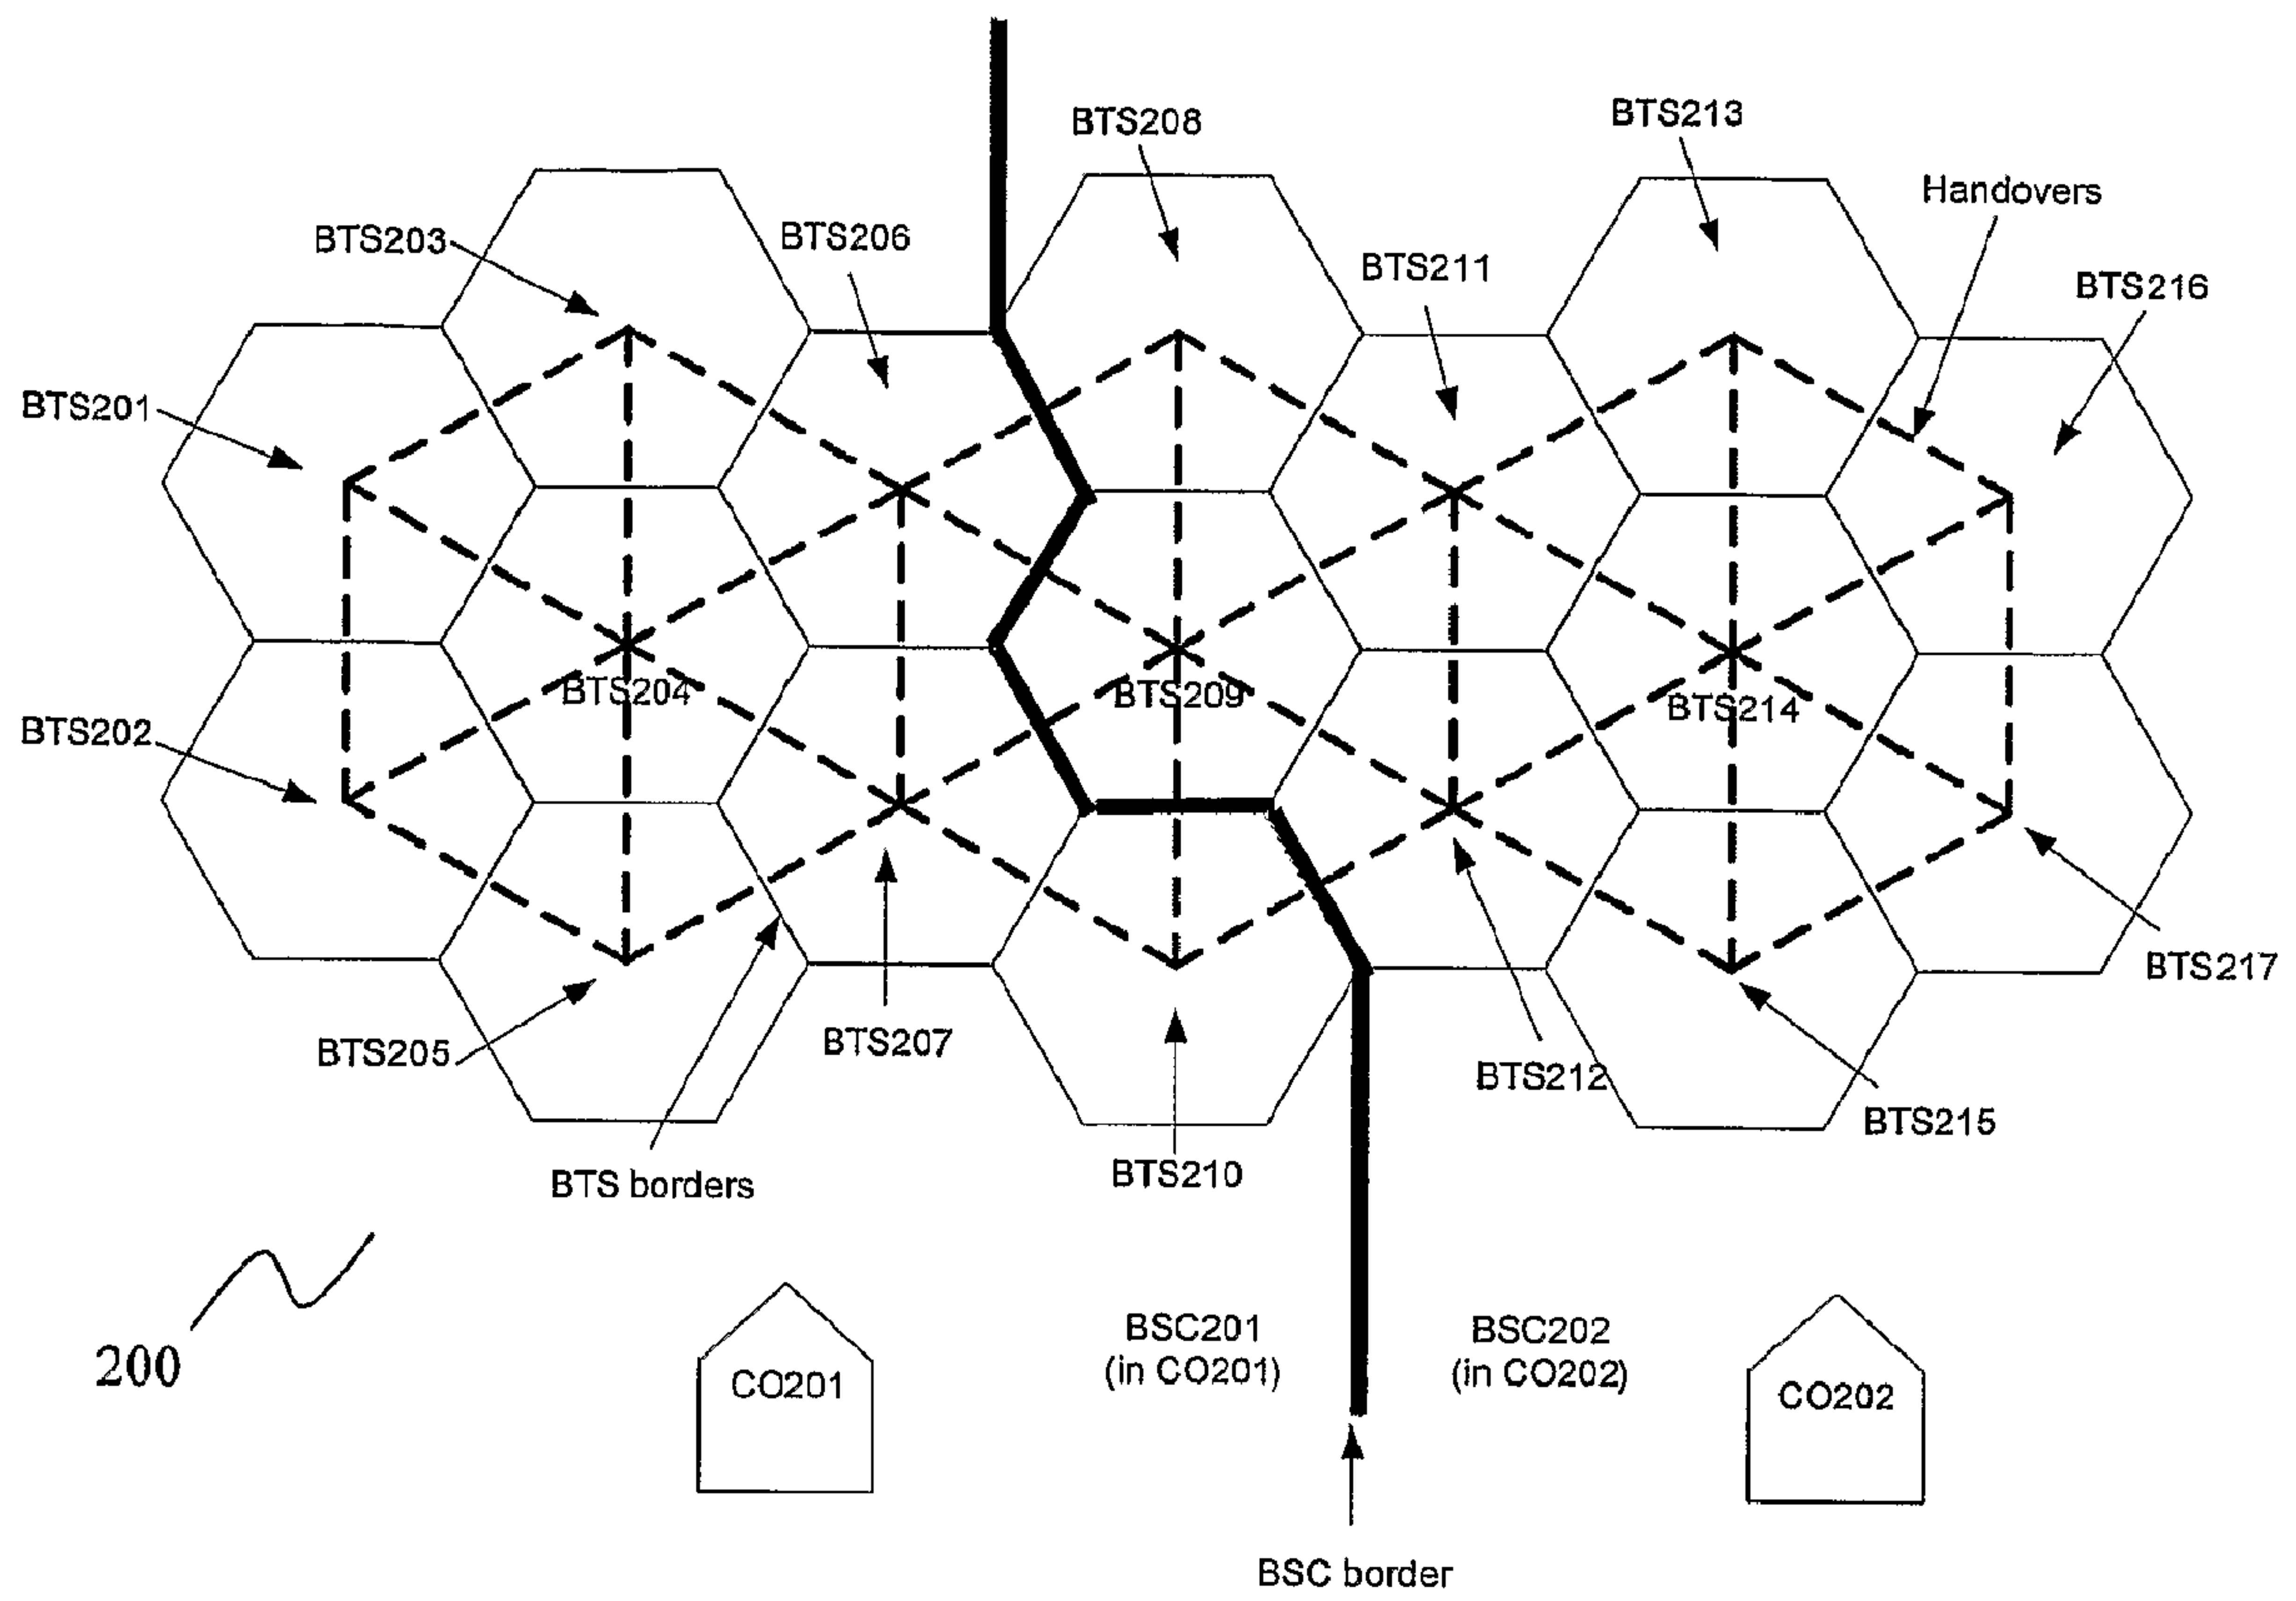 BTS208
BTS213
Handovers
BTS203
BTS206
BTS211
BTS216
BTS201
BTS204
BTS209
BTS214
BTS202
BTS217
BTS205
BTS207
BTS212
BTS215
BTS borders
BTS210
200
CO201
BSC201
(in CO201)
BSC202
(in CO202)
CO202
BSC border